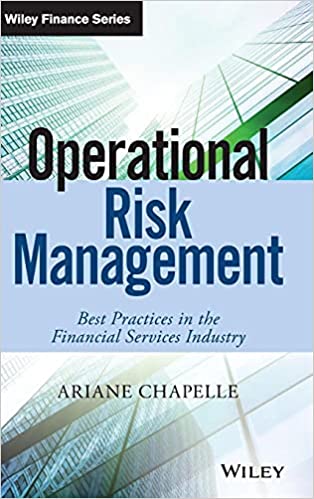 Wiley Finance Series
Operational
Risk
Management
Best Practices in the
Financial Services Industry
ARIANE CHAPELLE
WILEY